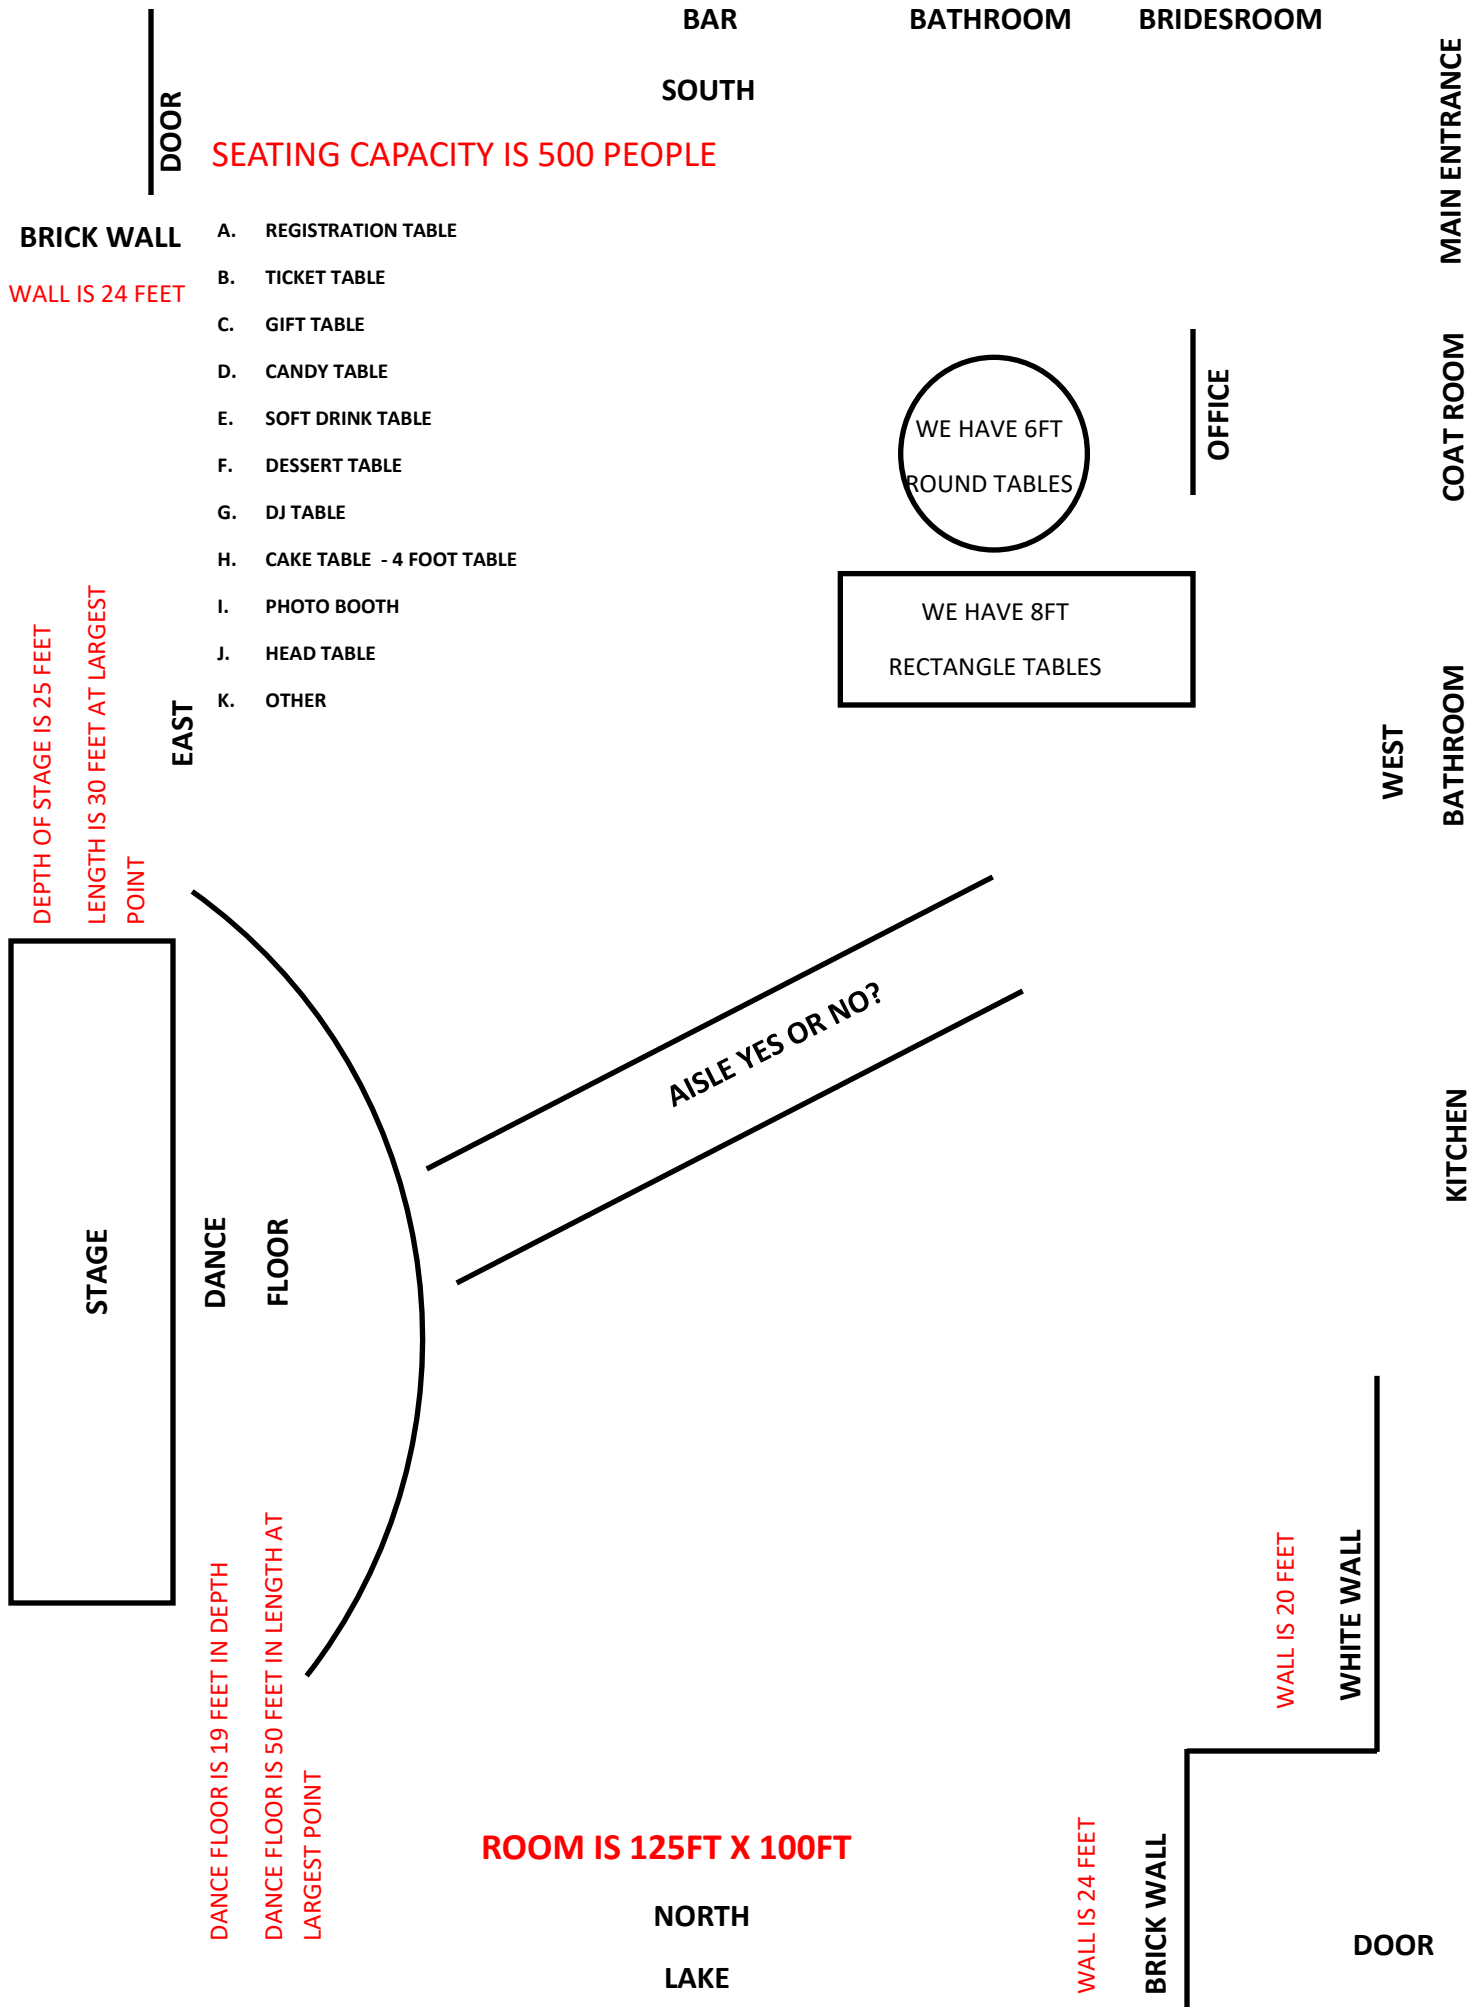 BAR
BATHROOM
BRIDESROOM
SOUTH
DOOR
MAIN ENTRANCE
SEATING CAPACITY IS 500 PEOPLE
BRICK WALL
WALL IS 24 FEET
A. REGISTRATION TABLE
B. TICKET TABLE
C. GIFT TABLE
D. CANDY TABLE
E. SOFT DRINK TABLE
F. DESSERT TABLE
G. DJ TABLE
H. CAKE TABLE - 4 FOOT TABLE
I. PHOTO BOOTH
J. HEAD TABLE
K. OTHER
WE HAVE 6FT
ROUND TABLES
OFFICE
COAT ROOM
WE HAVE 8FT
RECTANGLE TABLES
DEPTH OF STAGE IS 25 FEET
LENGTH IS 30 FEET AT LARGEST
POINT
EAST
WEST
BATHROOM
AISLE YES OR NO?
KITCHEN
STAGE
DANCE
FLOOR
DANCE FLOOR IS 19 FEET IN DEPTH
DANCE FLOOR IS 50 FEET IN LENGTH AT
LARGEST POINT
WALL IS 20 FEET
WHITE WALL
ROOM IS 125FT X 100FT
NORTH
LAKE
WALL IS 24 FEET
BRICK WALL
DOOR